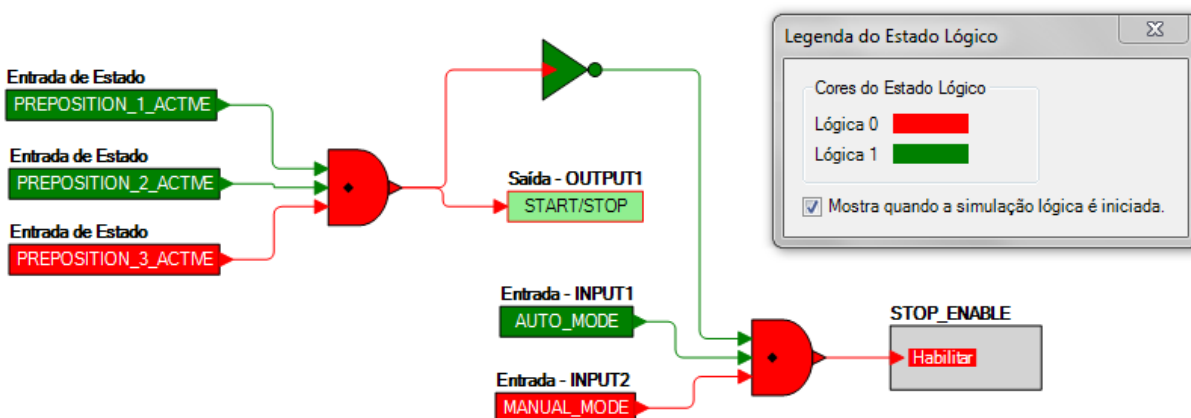 Entrada de Estado
PREPOSITION_1_ACTIVE
Entrada de Estado
PREPOSITION_2_ACTIVE
Entrada de Estado
PREPOSITION_3_ACTIVE
Saída - OUTPUT1
START/STOP
Entrada - INPUT1
AUTO_MODE
Entrada - INPUT2
MANUAL_MODE
STOP_ENABLE
Habilitar
Legenda do Estado Lógico
Cores do Estado Lógico
Lógica 0
Lógica 1
Mostra quando a simulação lógica é iniciada.